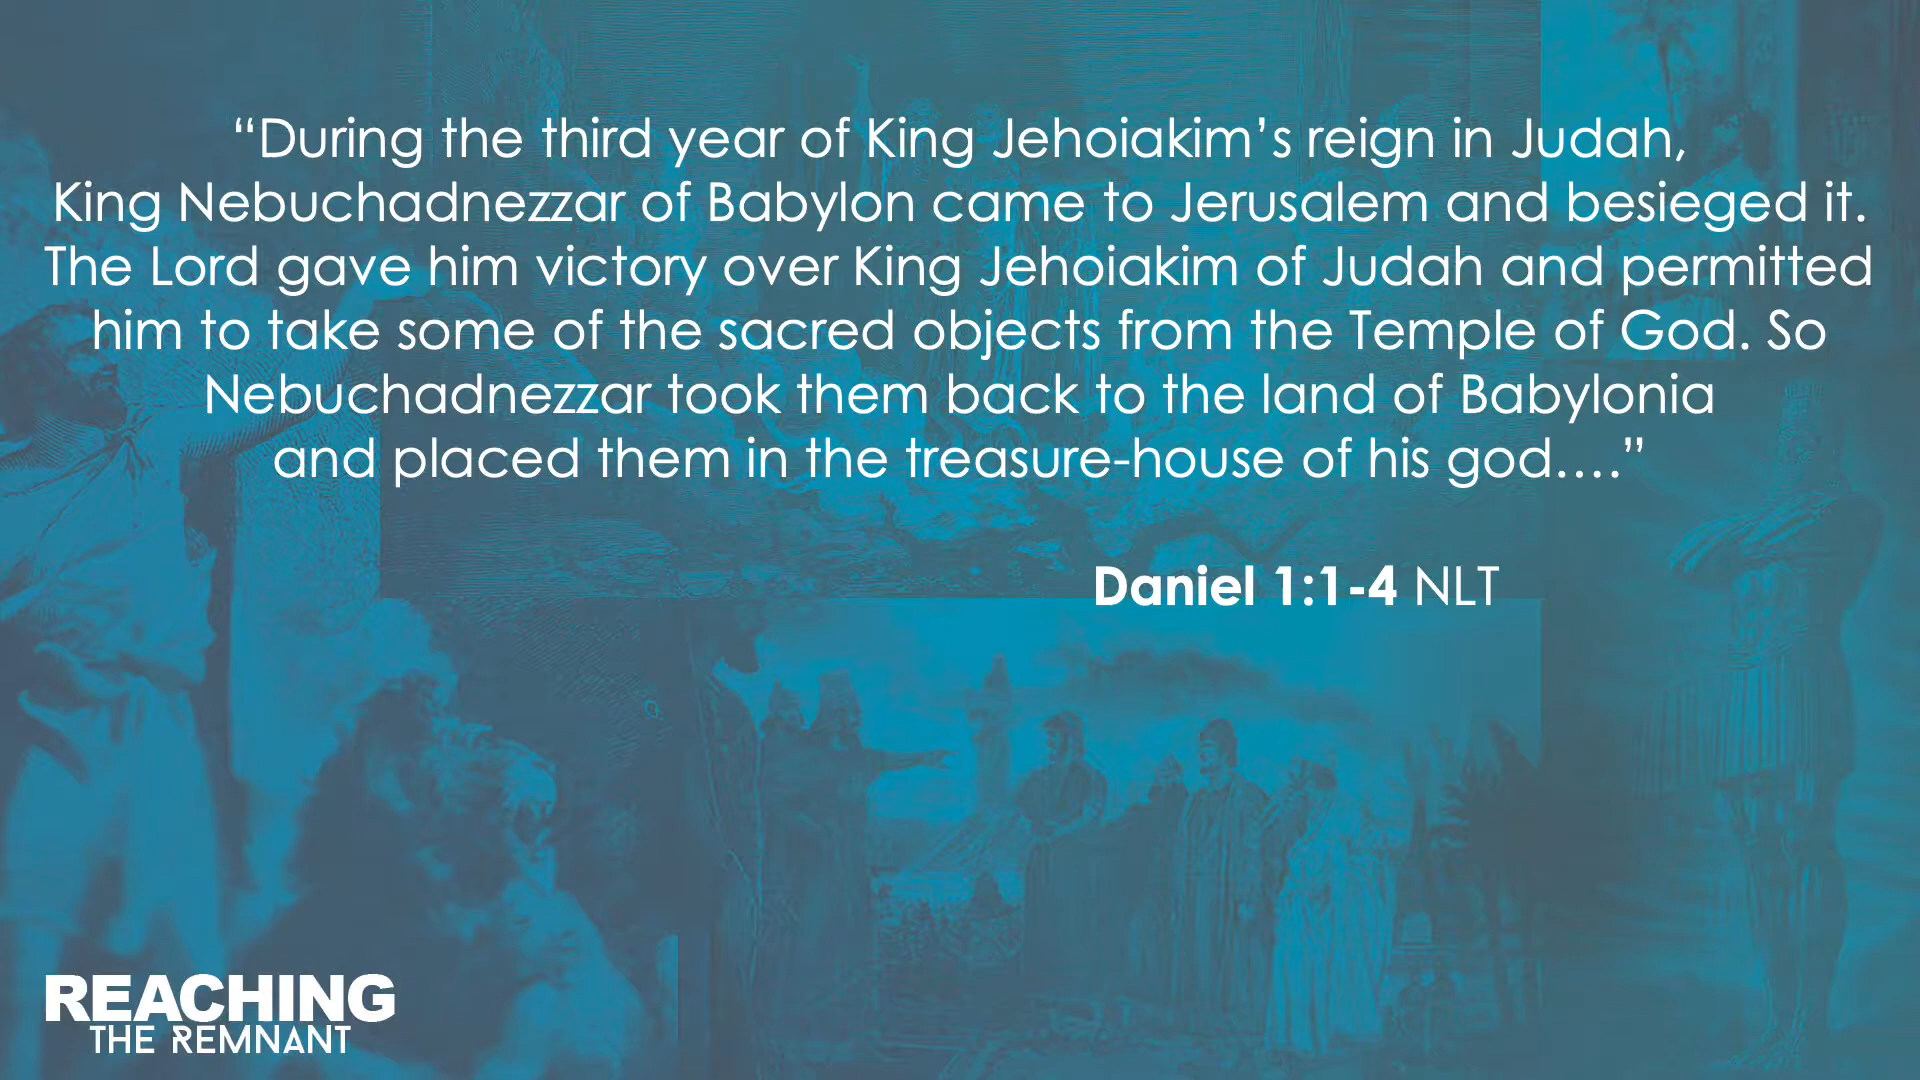 “During the third year of King Jehoiakim’s reign in Judah,
King Nebuchadnezzar of Babylon came to Jerusalem and besieged it.
The Lord gave him victory over King Jehoiakim of Judah and permitted
him to take some of the sacred objects from the Temple of God. So
Nebuchadnezzar took them back to the land of Babylonia
and placed them in the treasure-house of his god….”
Daniel 1:1-4 NLT
REACHING
THE REMNANT